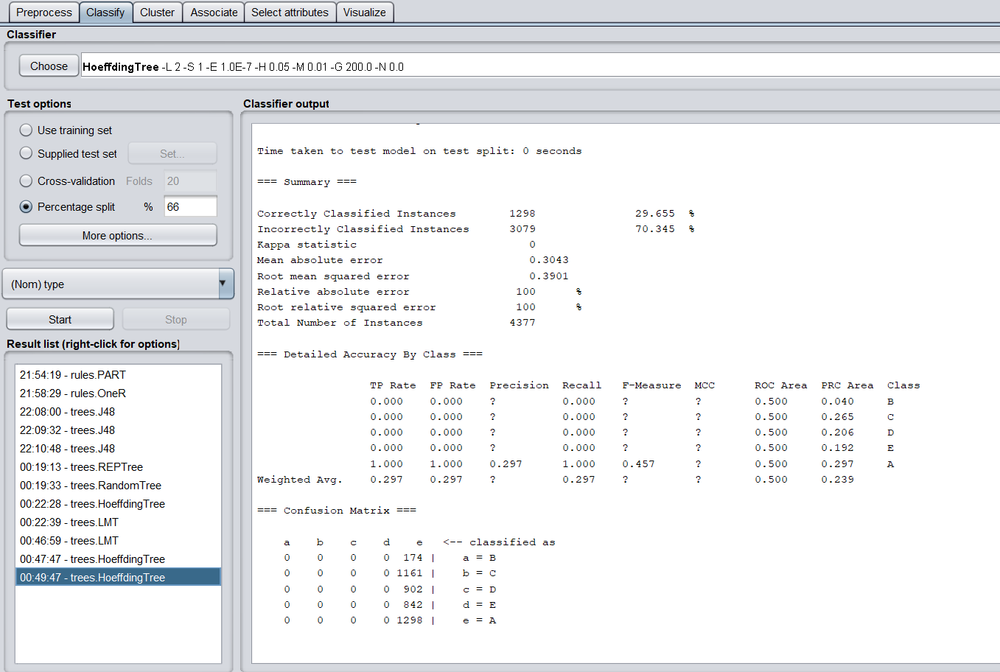 Preprocess Classify Cluster Associate Select attributes Visualize
Classifier
Choose HoeffdingTree -L 2 -S 1 -E 1.0E-7 -H 0.05 -M 0.01 -G 200.0 -N 0.0
Test options
Use training set
Supplied test set Set...
Cross-validation Folds 20
Percentage split % 66
More options...
(Nom) type
Start Stop
Result list (right-click for options)
21:54:19 - rules.PART
21:58:29 - rules.OneR
22:08:00 - trees.J48
22:09:32 - trees.J48
22:10:48 - trees.J48
00:19:13 - trees.REPTree
00:19:33 - trees.RandomTree
00:22:28 - trees.HoeffdingTree
00:22:39 - trees.LMT
00:46:59 - trees.LMT
00:47:47 - trees.HoeffdingTree
00:49:47 - trees.HoeffdingTree
Classifier output
Time taken to test model on test split: 0 seconds
=== Summary ===
Correctly Classified Instances 1298 29.655 %
Incorrectly Classified Instances 3079 70.345 %
Kappa statistic 0
Mean absolute error 0.3043
Root mean squared error 0.3901
Relative absolute error 100 %
Root relative squared error 100 %
Total Number of Instances 4377
=== Detailed Accuracy By Class ===
TP Rate FP Rate Precision Recall F-Measure MCC ROC Area PRC Area Class
0.000 0.000 ? 0.000 ? ? 0.500 0.040 B
0.000 0.000 ? 0.000 ? ? 0.500 0.265 C
0.000 0.000 ? 0.000 ? ? 0.500 0.206 D
0.000 0.000 ? 0.000 ? ? 0.500 0.192 E
1.000 1.000 0.297 1.000 0.457 ? 0.500 0.297 A
Weighted Avg. 0.297 0.297 ? 0.297 ? ? 0.500 0.239
=== Confusion Matrix ===
a b c d e <-- classified as
0 0 0 0 174 | a = B
0 0 0 0 1161 | b = C
0 0 0 0 902 | c = D
0 0 0 0 842 | d = E
0 0 0 0 1298 | e = A